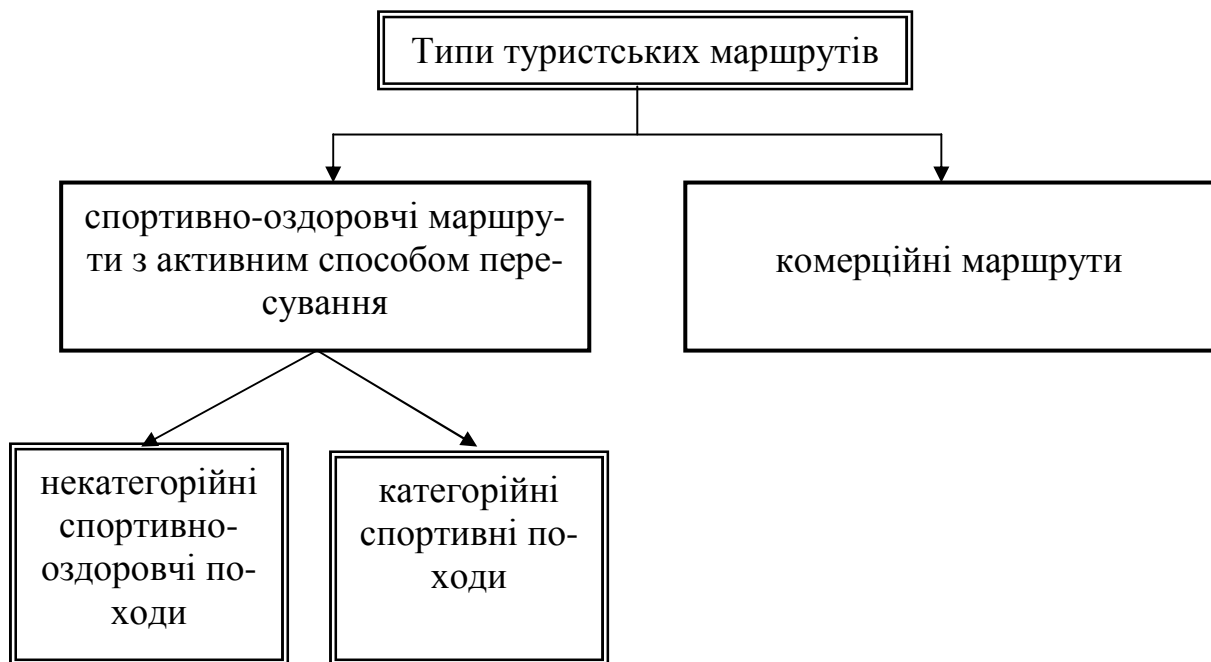 Типи туристських маршрутів
спортивно-оздоровчі маршру-
ти з активним способом пере-
сування
комерційні маршрути
некатегорійні
спортивно-
оздоровчі по-
ходи
категорійні
спортивні по-
ходи